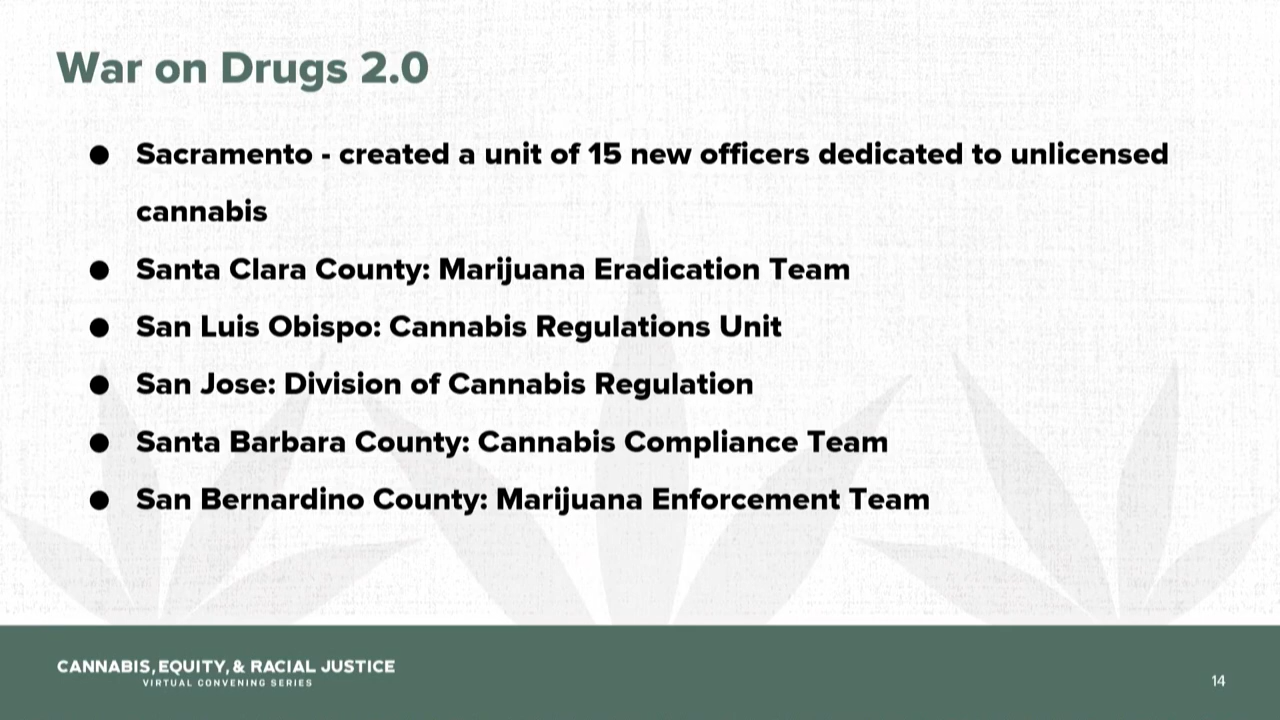 War on Drugs 2.0
● Sacramento - created a unit of 15 new officers dedicated to unlicensed
cannabis
● Santa Clara County: Marijuana Eradication Team
● San Luis Obispo: Cannabis Regulations Unit
● San Jose: Division of Cannabis Regulation
● Santa Barbara County: Cannabis Compliance Team
● San Bernardino County: Marijuana Enforcement Team
CANNABIS, EQUITY, & RACIAL JUSTICE
VIRTUAL CONVENING SERIES
14